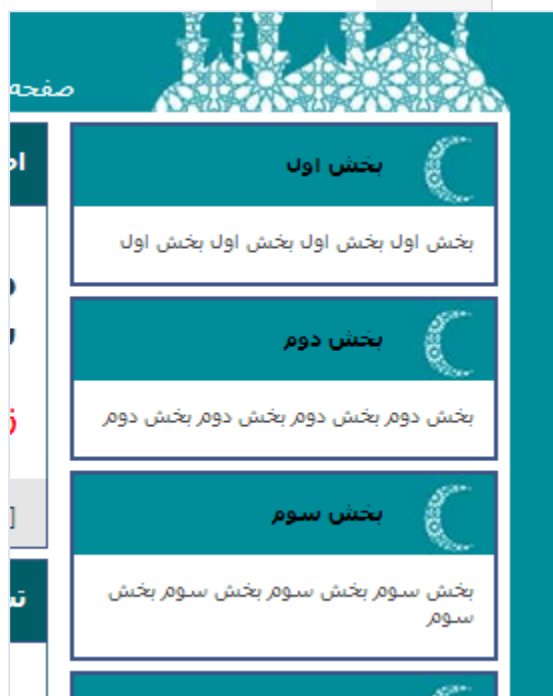 صفحه
بخش اول
بخش اول بخش اول بخش اول بخش اول
بخش دوم
بخش دوم بخش دوم بخش دوم بخش دوم
بخش سوم
بخش سوم بخش سوم بخش سوم بخش
سوم